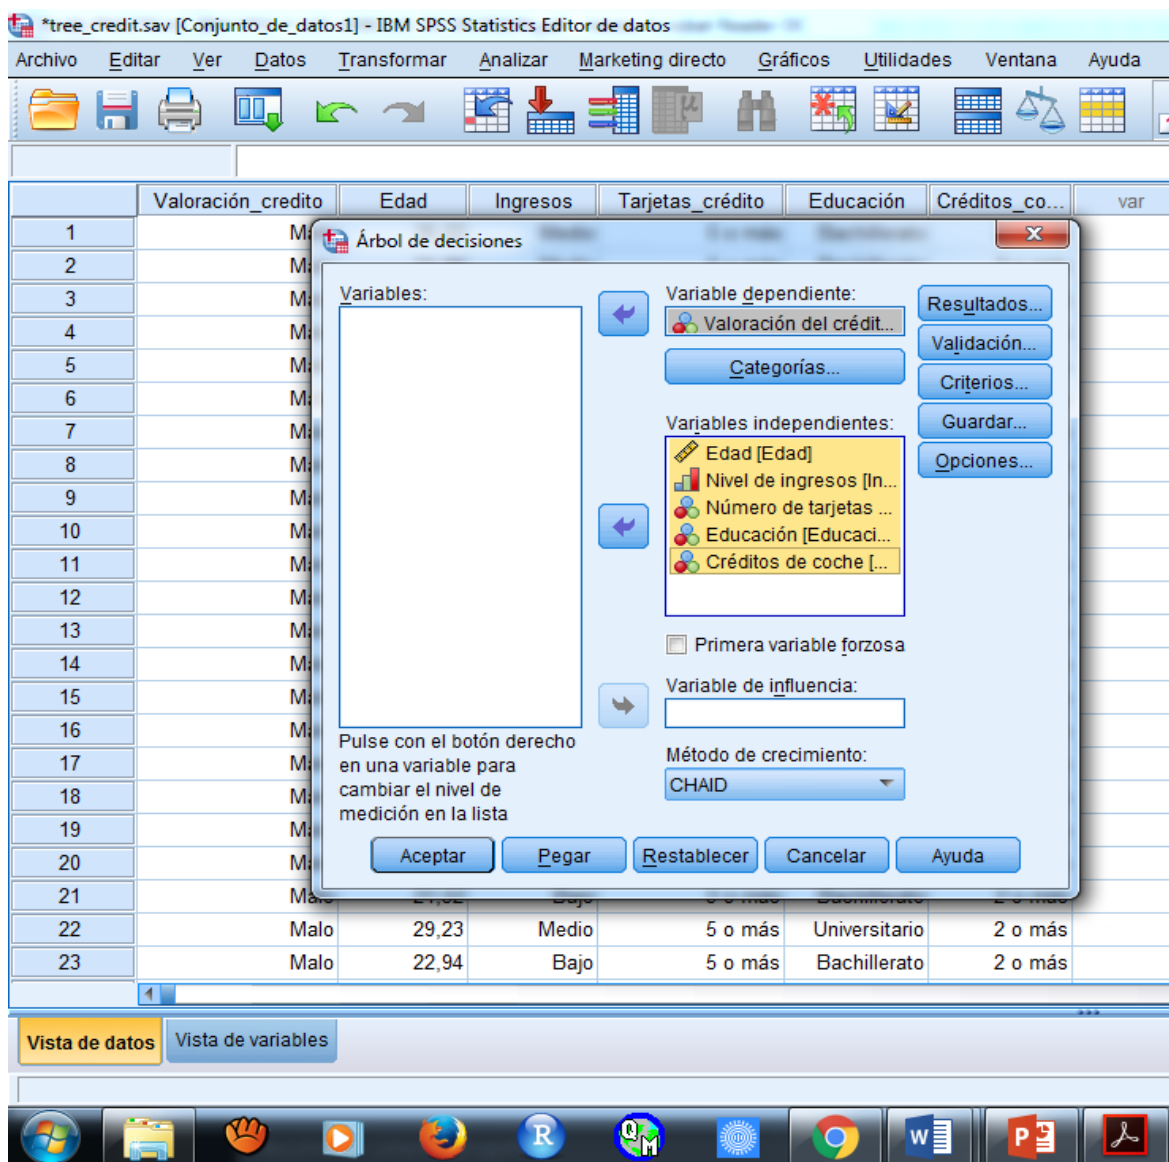 *tree_credit.sav [Conjunto_de_datos1] - IBM SPSS Statistics Editor de datos
Archivo Editar Ver Datos Transformar Analizar Marketing directo Gráficos Utilidades Ventana Ayuda
Valoración_credito Edad Ingresos Tarjetas_crédito Educación Créditos_co... var
1
2
3
4
5
6
7
8
9
10
11
12
13
14
15
16
17
18
19
20
21 Malo
22 Malo 29,23 Medio 5 o más Universitario 2 o más
23 Malo 22,94 Bajo 5 o más Bachillerato 2 o más
Árbol de decisiones
Variables:
Pulse con el botón derecho
en una variable para
cambiar el nivel de
medición en la lista
Variable dependiente:
Valoración del crédit...
Categorías...
Variables independientes:
Edad [Edad]
Nivel de ingresos [In...
Número de tarjetas ...
Educación [Educaci...
Créditos de coche [...
Primera variable forzosa
Variable de influencia:
Método de crecimiento:
CHAID
Resultados...
Validación...
Criterios...
Guardar...
Opciones...
Aceptar Pegar Restablecer Cancelar Ayuda
Vista de datos Vista de variables